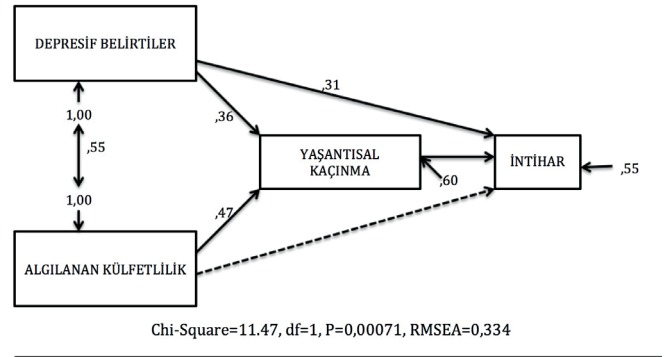 DEPRESİF BELİRTİLER
,31
1,00
,36
,55
YAŞANTISAL
KAÇINMA
İNTİHAR
,55
,60
1,00
,47
ALGILANAN KÜLFETLİLİK
Chi-Square=11.47, df=1, P=0,00071, RMSEA=0,334